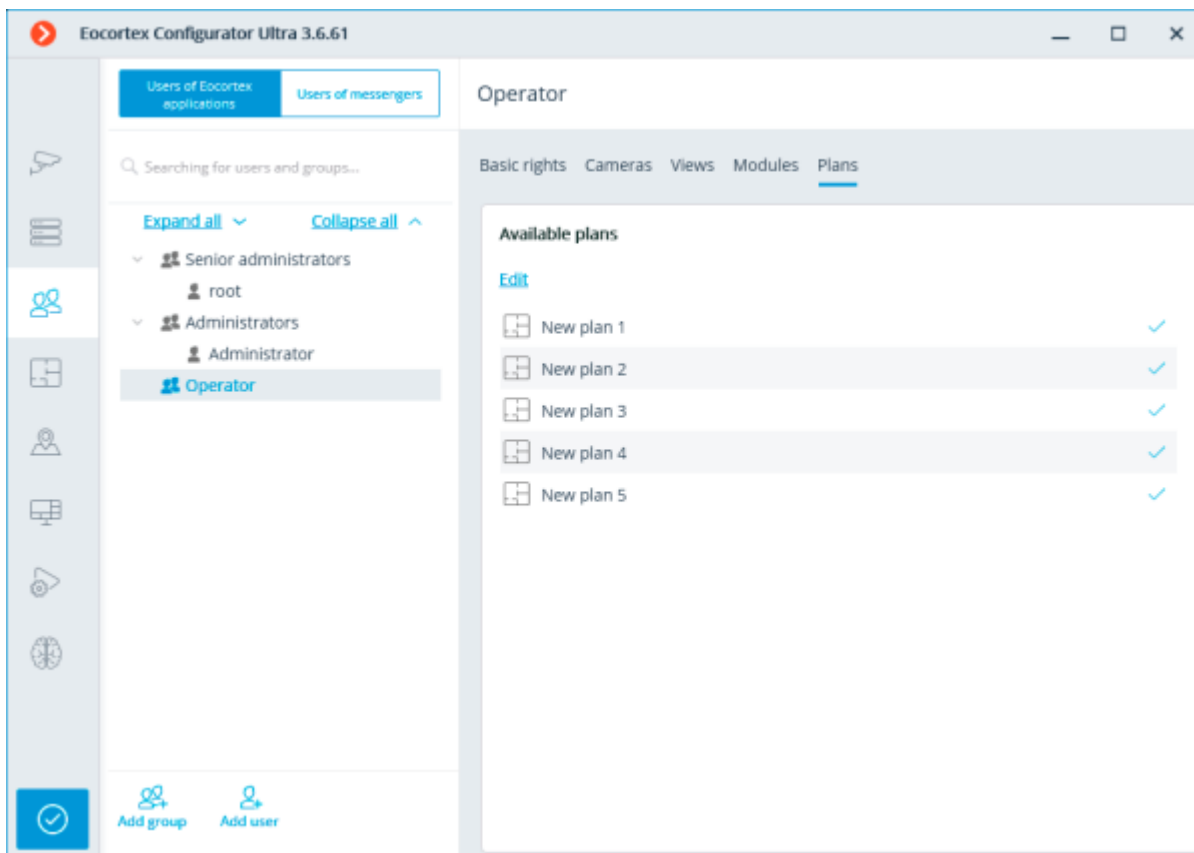 Eocortex Configurator Ultra 3.6.61
Users of Eocortex
applications
Users of messengers
Searching for users and groups...
Expand all
Collapse all
Senior administrators
root
Administrators
Administrator
Operator
Add group
Add user
Operator
Basic rights Cameras Views Modules Plans
Available plans
Edit
New plan 1
New plan 2
New plan 3
New plan 4
New plan 5